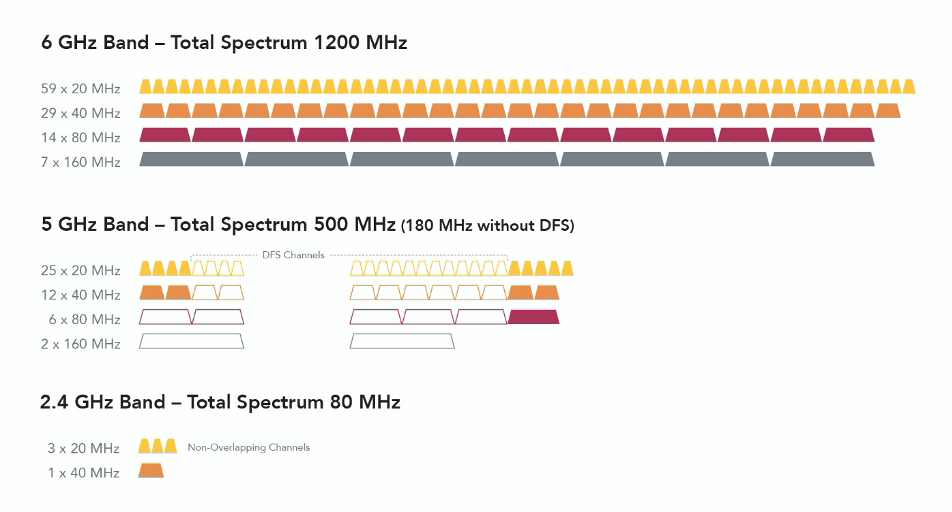 6 GHz Band – Total Spectrum 1200 MHz
59 x 20 MHz
29 x 40 MHz
14 x 80 MHz
7 x 160 MHz
5 GHz Band – Total Spectrum 500 MHz (180 MHz without DFS)
DFS Channels
25 x 20 MHz
12 x 40 MHz
6 x 80 MHz
2 x 160 MHz
2.4 GHz Band – Total Spectrum 80 MHz
3 x 20 MHz Non-Overlapping Channels
1 x 40 MHz